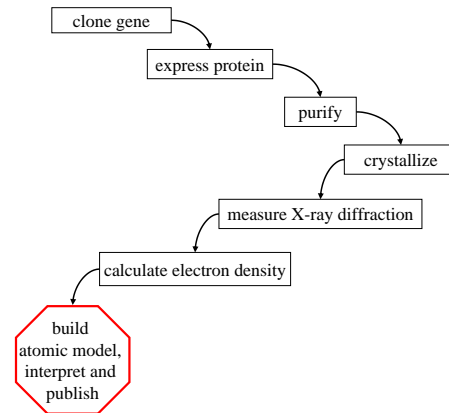 clone gene
express protein
purify
crystallize
measure X-ray diffraction
calculate electron density
build
atomic model,
interpret and
publish